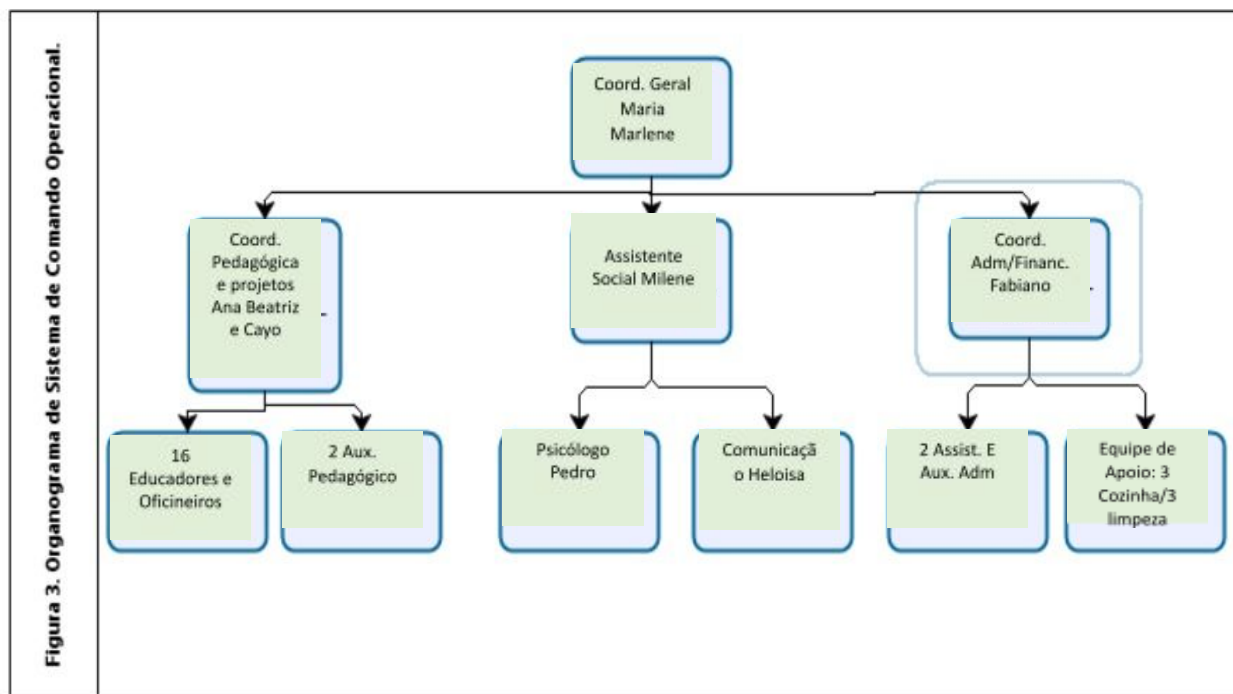 Figura 3. Organograma de Sistema de Comando Operacional.
Coord. Geral
Maria
Marlene
Coord.
Pedagógica
e projetos
Ana Beatriz
e Cayo
Assistente
Social Milene
Coord.
Adm/Financ.
Fabiano
16
Educadores e
Oficineiros
2 Aux.
Pedagógico
Psicólogo
Pedro
Comunicaçã
o Heloisa
2 Assist. E
Aux. Adm
Equipe de
Apoio: 3
Cozinha/3
limpeza